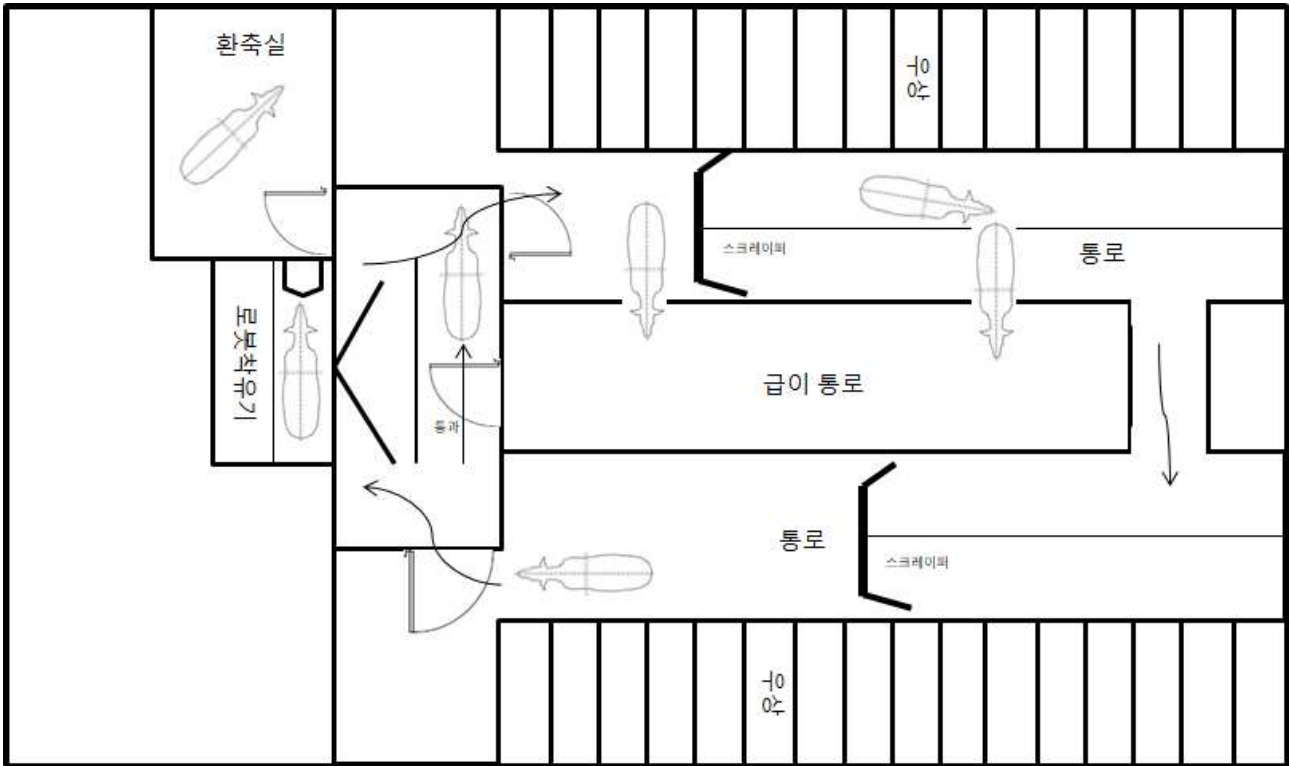 환축실
우상
스크레이퍼
통로
로봇착유기
급이 통로
통과
통로
스크레이퍼
우상